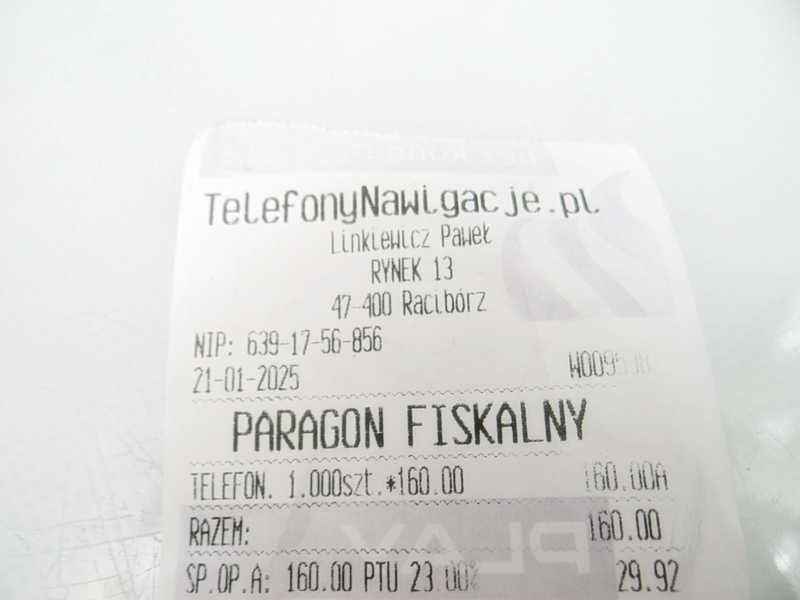 TelefonyNawigacje.pl
Linkiewicz Paweł
RYNEK 13
47-400 Racibórz
NIP: 639-17-56-856
21-01-2025
PARAGON FISKALNY
TELEFON. 1.000szt.*160.00 160.00A
RAZEM: 160.00
SP.OP.A: 160.00 PTU 23.00% 29.92
PLAY